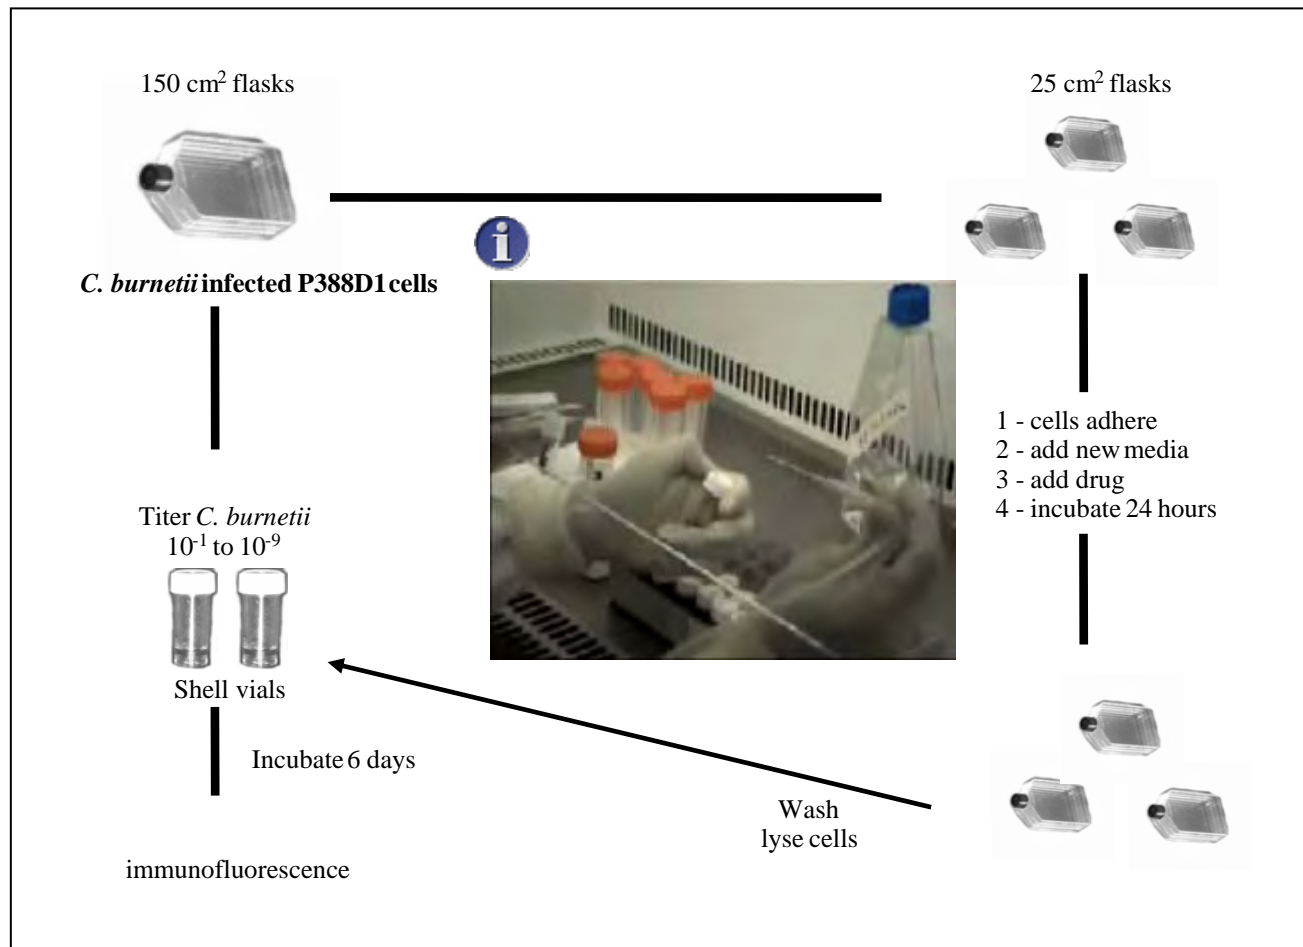 150 cm² flasks
25 cm² flasks
C. burnetii infected P388D1 cells
1 - cells adhere
2 - add new media
3 - add drug
4 - incubate 24 hours
Titer C. burnetii
10⁻¹ to 10⁻⁹
Shell vials
Incubate 6 days
Wash
lyse cells
immunofluorescence